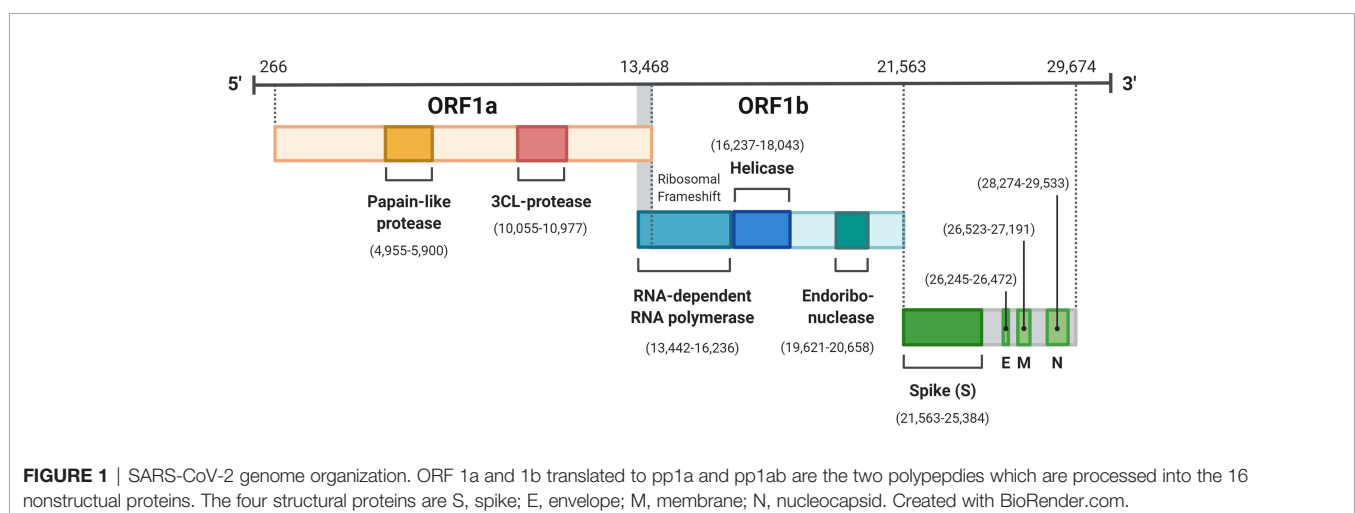 266 13,468 21,563 29,674
5' 3'
ORF1a ORF1b
(16,237-18,043)
Helicase
Ribosomal
Frameshift
(28,274-29,533)
Papain-like
protease
(4,955-5,900)
3CL-protease
(10,055-10,977)
(26,523-27,191)
(26,245-26,472)
RNA-dependent
RNA polymerase
(13,442-16,236)
Endoribo-
nuclease
(19,621-20,658)
E M N
Spike (S)
(21,563-25,384)
FIGURE 1 | SARS-CoV-2 genome organization. ORF 1a and 1b translated to pp1a and pp1ab are the two polypepdies which are processed into the 16
nonstructual proteins. The four structural proteins are S, spike; E, envelope; M, membrane; N, nucleocapsid. Created with BioRender.com.